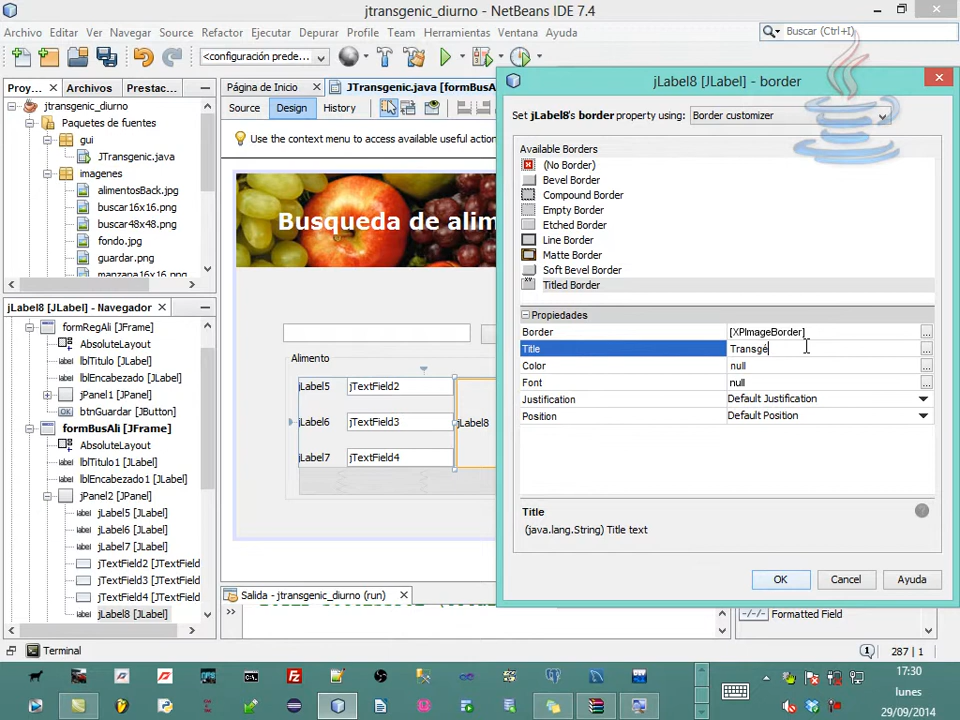 jtransgenic_diurno - NetBeans IDE 7.4
Archivo Editar Ver Navegar Source Refactor Ejecutar Depurar Profile Team Herramientas Ventana Ayuda
Buscar (Ctrl+I)
<configuración prede...
Proy... Archivos Prestac...
Página de Inicio JTransgenic.java [formBusA
Source Design History
Use the context menu to access additional
jtransgenic_diurno
Paquetes de fuentes
gui
JTransgenic.java
imagenes
alimentosBack.jpg
buscar16x16.png
buscar48x48.png
fondo.jpg
guardar.png
manzana16x16.png
Busqueda de alim
Alimento
jLabel5 jTextField2
jLabel6 jTextField3 jLabel8
jLabel7 jTextField4
jLabel8 [JLabel] - Navegador
formRegAli [JFrame]
AbsoluteLayout
lblTitulo [JLabel]
lblEncabezado [JLabel]
jPanel1 [JPanel]
btnGuardar [JButton]
formBusAli [JFrame]
AbsoluteLayout
lblTitulo1 [JLabel]
lblEncabezado1 [JLabel]
jPanel2 [JPanel]
jLabel5 [JLabel]
jLabel6 [JLabel]
jLabel7 [JLabel]
jTextField2 [JTextField]
jTextField3 [JTextField]
jTextField4 [JTextField]
jLabel8 [JLabel]
Salida - jtransgenic_diurno (run)
jLabel8 [JLabel] - border
Set jLabel8's border property using: Border customizer
Available Borders
(No Border)
Bevel Border
Compound Border
Empty Border
Etched Border
Line Border
Matte Border
Soft Bevel Border
Titled Border
Propiedades
Border [XPImageBorder]
Title Transgé
Color null
Font null
Justification Default Justification
Position Default Position
Title
(java.lang.String) Title text
OK Cancel Ayuda
Formatted Field
Terminal
287 | 1
17:30
lunes
29/09/2014